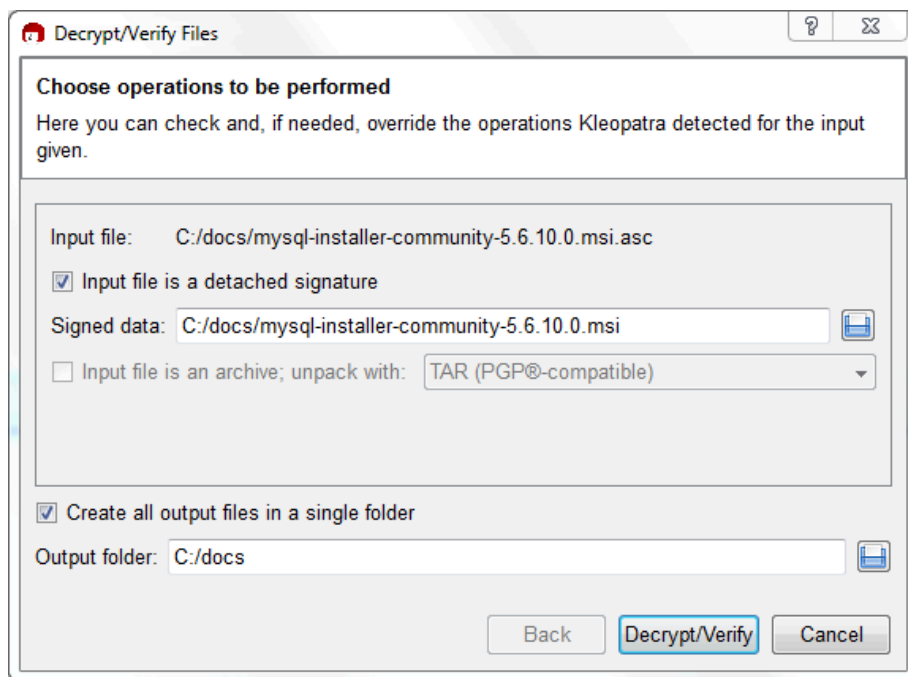 Decrypt/Verify Files
Choose operations to be performed
Here you can check and, if needed, override the operations Kleopatra detected for the input
given.
Input file: C:/docs/mysql-installer-community-5.6.10.0.msi.asc
Input file is a detached signature
Signed data: C:/docs/mysql-installer-community-5.6.10.0.msi
Input file is an archive; unpack with: TAR (PGP®-compatible)
Create all output files in a single folder
Output folder: C:/docs
Back Decrypt/Verify Cancel